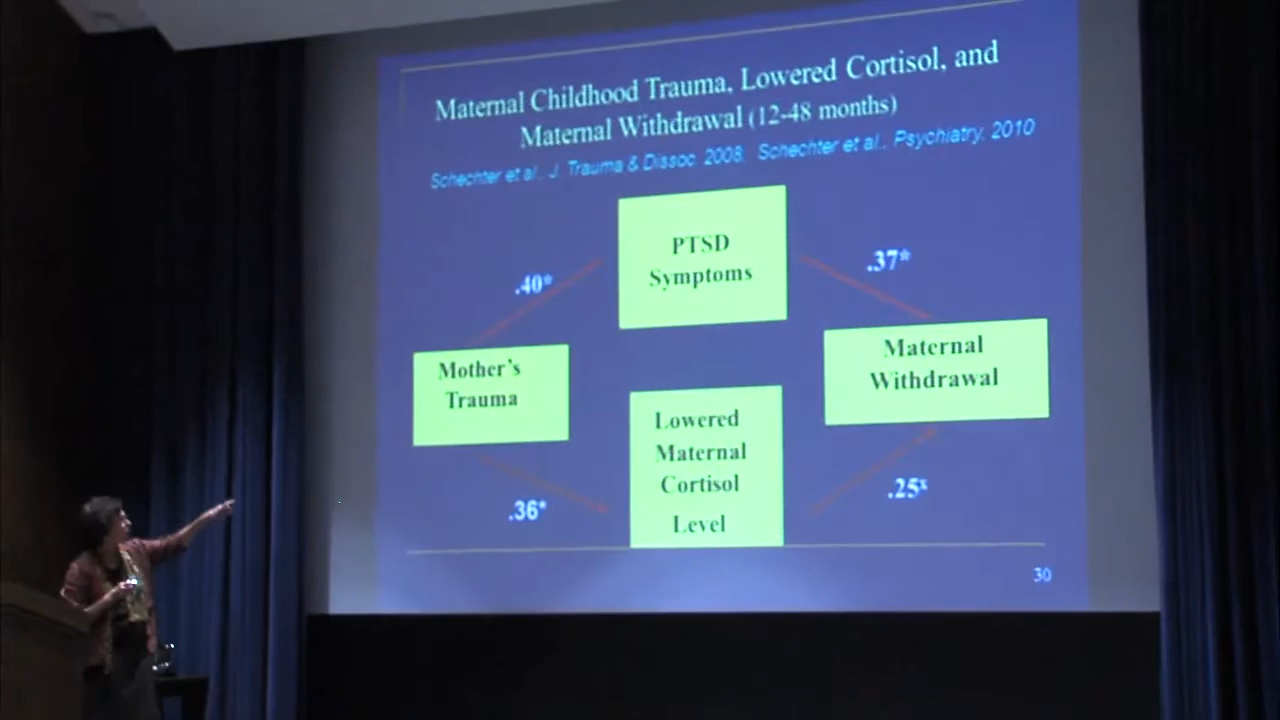 Maternal Childhood Trauma, Lowered Cortisol, and
Maternal Withdrawal (12-48 months)
Schechter et al., J. Trauma & Dissoc, 2008; Schechter et al., Psychiatry, 2010
PTSD
Symptoms
.40*
.37*
Mother's
Trauma
Maternal
Withdrawal
Lowered
Maternal
Cortisol
Level
.36*
.25x
30